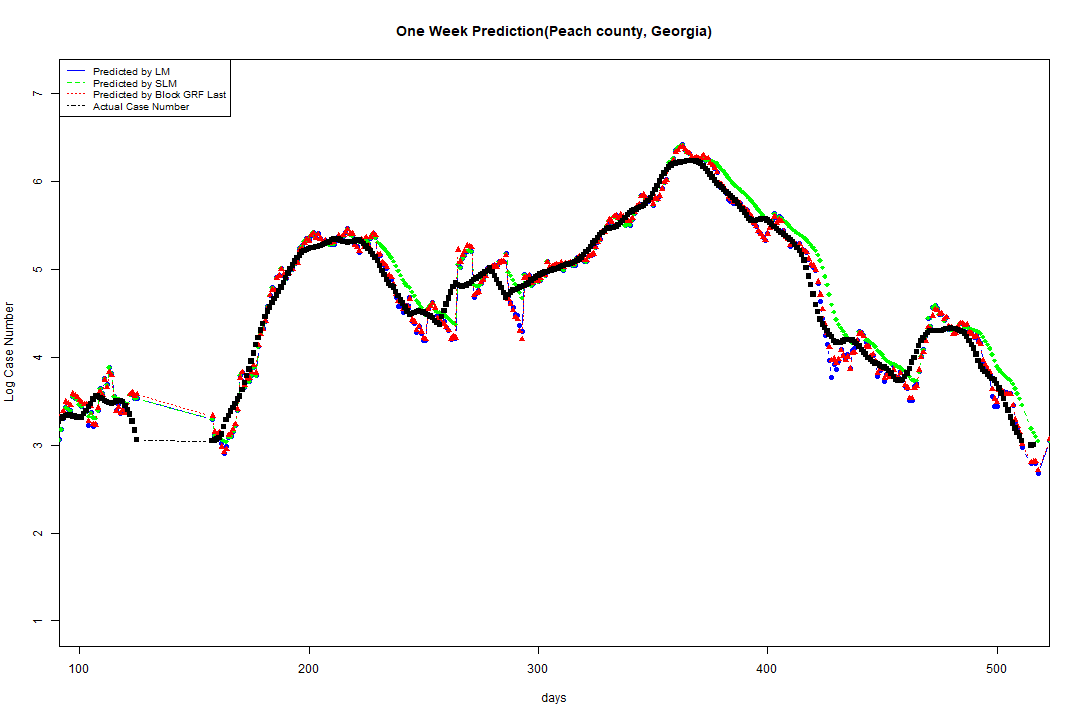 One Week Prediction(Peach county, Georgia)
Predicted by LM
Predicted by SLM
Predicted by Block GRF Last
Actual Case Number
7
6
5
4
3
2
1
Log Case Number
100 200 300 400 500
days